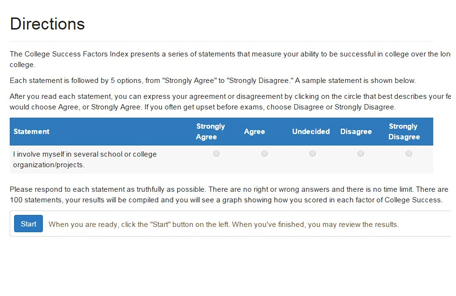 Directions
The College Success Factors Index presents a series of statements that measure your ability to be successful in college over the
college.
Each statement is followed by 5 options, from "Strongly Agree" to "Strongly Disagree." A sample statement is shown below.
After you read each statement, you can express your agreement or disagreement by clicking on the circle that best describes your
would choose Agree, or Strongly Agree. If you often get upset before exams, choose Disagree or Strongly Disagree.
Statement Strongly Agree Agree Undecided Disagree Strongly Disagree
I involve myself in several school or college
organization/projects.
Please respond to each statement as truthfully as possible. There are no right or wrong answers and there is no time limit. There are
100 statements, your results will be compiled and you will see a graph showing how you scored in each factor of College Success.
Start When you are ready, click the "Start" button on the left. When you've finished, you may review the results.